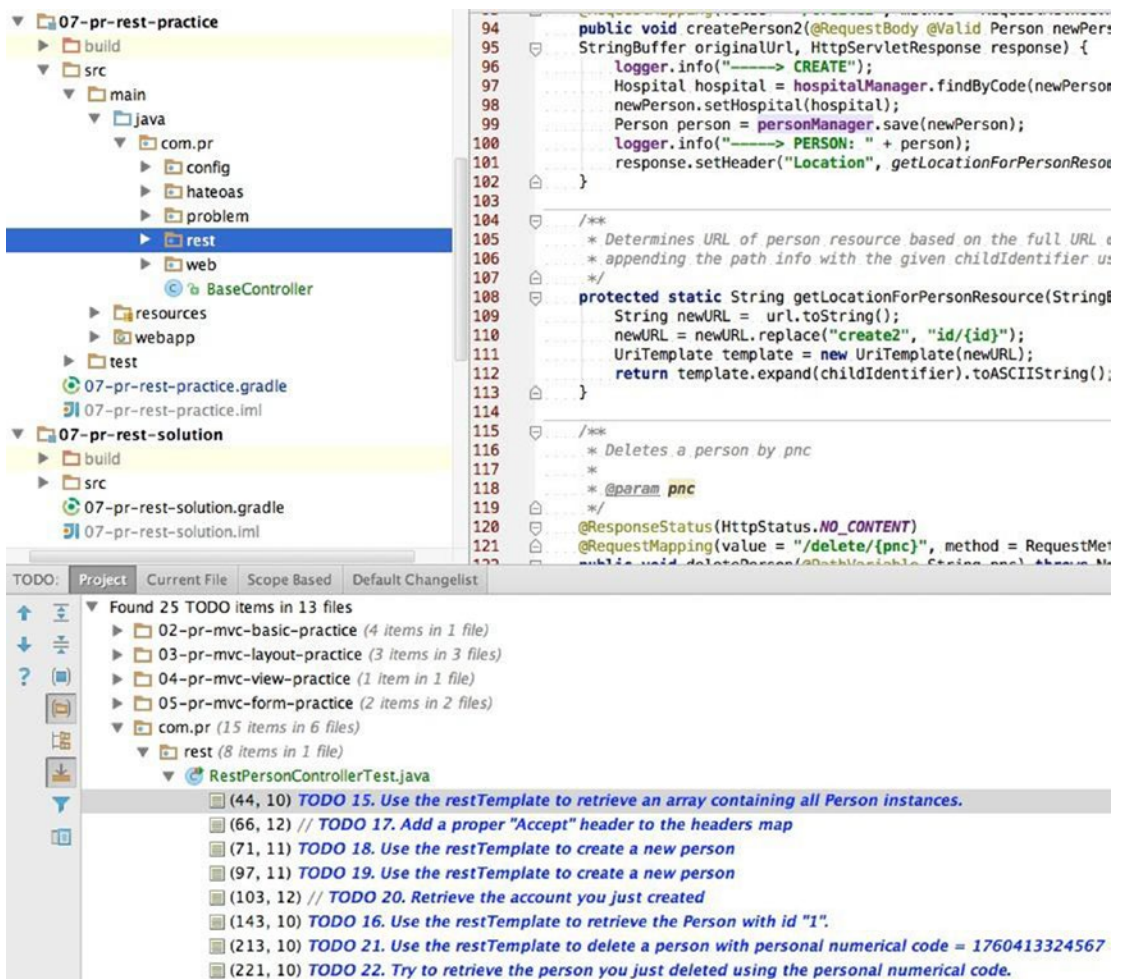 07-pr-rest-practice
build
src
main
java
com.pr
config
hateoas
problem
rest
web
BaseController
resources
webapp
test
07-pr-rest-practice.gradle
07-pr-rest-practice.iml
07-pr-rest-solution
build
src
07-pr-rest-solution.gradle
07-pr-rest-solution.iml
94 public void createPerson2(@RequestBody @Valid Person newPers
95 StringBuffer originalUrl, HttpServletResponse response) {
96 logger.info("-----> CREATE");
97 Hospital hospital = hospitalManager.findByCode(newPerson
98 newPerson.setHospital(hospital);
99 Person person = personManager.save(newPerson);
100 logger.info("-----> PERSON: " + person);
101 response.setHeader("Location", getLocationForPersonResou
102 }
103
104 /**
105 * Determines URL of person resource based on the full URL
106 * appending the path info with the given childIdentifier us
107 */
108 protected static String getLocationForPersonResource(StringB
109 String newURL = url.toString();
110 newURL = newURL.replace("create2", "id/{id}");
111 UriTemplate template = new UriTemplate(newURL);
112 return template.expand(childIdentifier).toASCIIString();
113 }
114
115 /**
116 * Deletes a person by pnc
117 *
118 * @param pnc
119 */
120 @ResponseStatus(HttpStatus.NO_CONTENT)
121 @RequestMapping(value = "/delete/{pnc}", method = RequestMet
TODO: Project Current File Scope Based Default Changelist
Found 25 TODO items in 13 files
02-pr-mvc-basic-practice (4 items in 1 file)
03-pr-mvc-layout-practice (3 items in 3 files)
04-pr-mvc-view-practice (1 item in 1 file)
05-pr-mvc-form-practice (2 items in 2 files)
com.pr (15 items in 6 files)
rest (8 items in 1 file)
RestPersonControllerTest.java
(44, 10) TODO 15. Use the restTemplate to retrieve an array containing all Person instances.
(66, 12) // TODO 17. Add a proper "Accept" header to the headers map
(71, 11) TODO 18. Use the restTemplate to create a new person
(97, 11) TODO 19. Use the restTemplate to create a new person
(103, 12) // TODO 20. Retrieve the account you just created
(143, 10) TODO 16. Use the restTemplate to retrieve the Person with id "1".
(213, 10) TODO 21. Use the restTemplate to delete a person with personal numerical code = 1760413324567
(221, 10) TODO 22. Try to retrieve the person you just deleted using the personal numerical code.